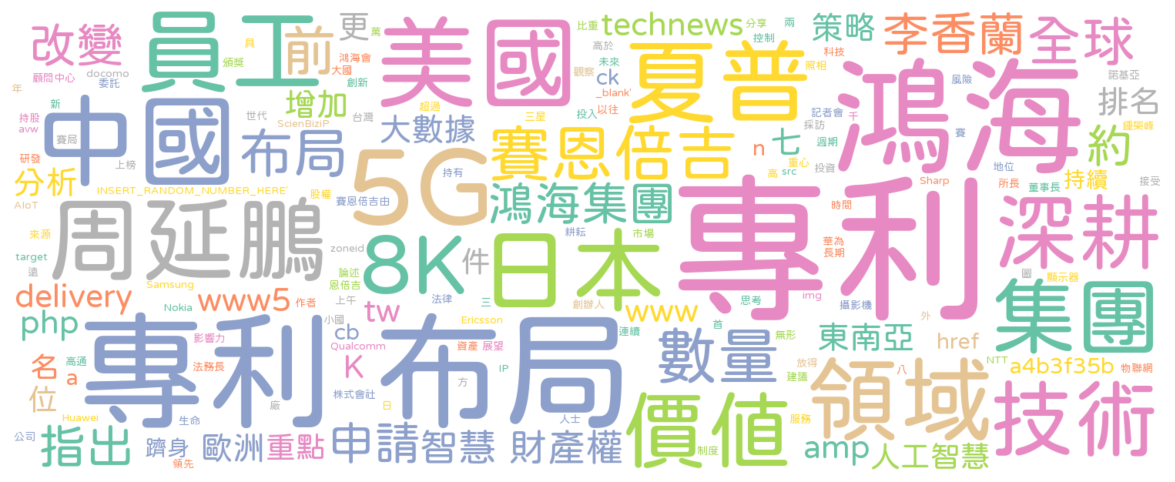 改變
員工
前
更
美國
technews
策略
李香蘭
全球
夏普
鴻海
中國
布局
增加
大數據
賽恩倍吉
5G
鴻海集團
分析
周延鵬
8K
件
日本
專利
深耕
約
七
n
持續
排名
集團
delivery
www5
tw
www
php
cb
K
a
名
位
專利
布局
數量
東南亞
href
a4b3f35b
領域
技術
價值
指出
躋身
歐洲
重點
申請
智慧
財產權
amp
人工智慧
ck
_blank'
以往
比重
分享
兩
控制
高於
未來
觀察
照相
科技
風險
諾基亞
鍾榮峰
記者會
千
採訪
週期
重心
投入
三星
超過
員
萬
鴻海會
大國
創新
頒獎
顧問中心
docomo
委託
年
新
世代
ScienBiziP
台灣
持股
avw
賽局
上榜
研發
AIoT
INSERT_RANDOM_NUMBER_HERE'
股權
持有
賽恩倍吉由
來源
target
遠
zoneid
論述
恩倍吉
上午
Samsung
Nokia
作者
小國
影響力
法務長
高通
Huawei
公司
生命
領先
廠
株式會社
日
方
Qualcomm
資產
展望
IP
法律
三
Ericsson
創辦人
連續
首
思考
無形
建議
放得
八
服務
制度
人士
耕耘
市場
高
src
投資
Sharp
賽
地位
所長
董事長
接受
時間
華為
長期
img
攝影機
圖
顯示器
外
NTT
物聯網